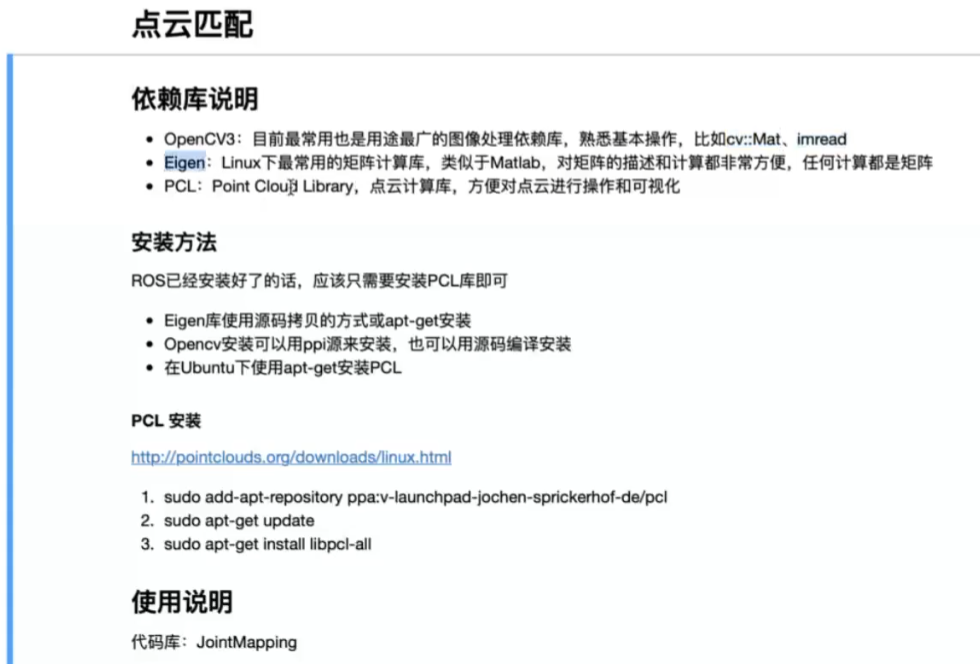 点云匹配
依赖库说明
• OpenCV3：目前最常用也是用途最广的图像处理依赖库，熟悉基本操作，比如cv::Mat、imread
• Eigen：Linux下最常用的矩阵计算库，类似于Matlab，对矩阵的描述和计算都非常方便，任何计算都是矩阵
• PCL：Point Cloud Library，点云计算库，方便对点云进行操作和可视化
安装方法
ROS已经安装好了的话，应该只需要安装PCL库即可
• Eigen库使用源码拷贝的方式或apt-get安装
• Opencv安装可以用ppi源来安装，也可以用源码编译安装
• 在Ubuntu下使用apt-get安装PCL
PCL 安装
http://pointclouds.org/downloads/linux.html
1. sudo add-apt-repository ppa:v-launchpad-jochen-sprickerhof-de/pcl
2. sudo apt-get update
3. sudo apt-get install libpcl-all
使用说明
代码库：JointMapping